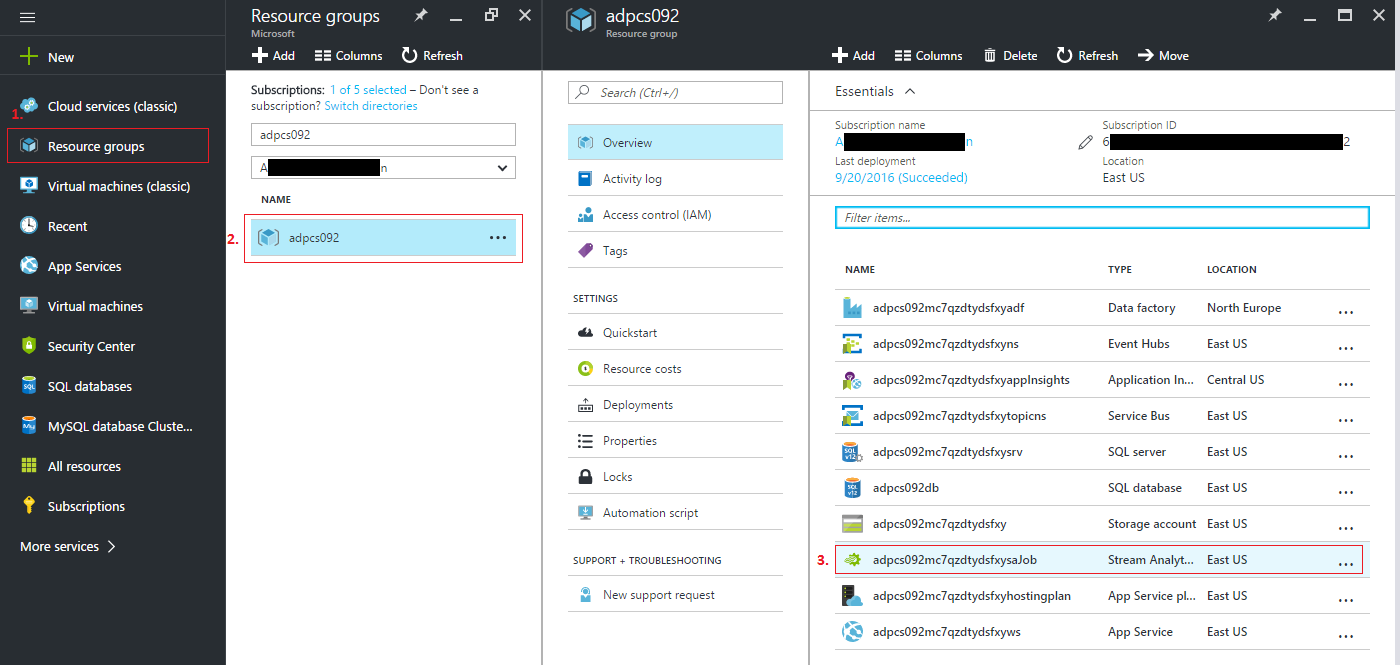 New
1.
Cloud services (classic)
Resource groups
Virtual machines (classic)
Recent
App Services
Virtual machines
Security Center
SQL databases
MySQL database Cluste...
All resources
Subscriptions
More services
Resource groups
Microsoft
Add Columns Refresh
Subscriptions: 1 of 5 selected – Don't see a
subscription? Switch directories
adpcs092
A n
NAME
2.
adpcs092 ...
adpcs092
Resource group
Add Columns Delete Refresh Move
Search (Ctrl+/)
Overview
Activity log
Access control (IAM)
Tags
SETTINGS
Quickstart
Resource costs
Deployments
Properties
Locks
Automation script
SUPPORT + TROUBLESHOOTING
New support request
Essentials
Subscription name Subscription ID
A n 6 2
Last deployment Location
9/20/2016 (Succeeded) East US
Filter items...
NAME TYPE LOCATION
adpcs092mc7qzdtydsfxyadf Data factory North Europe ...
adpcs092mc7qzdtydsfxyns Event Hubs East US ...
adpcs092mc7qzdtydsfxyappInsights Application In... Central US ...
adpcs092mc7qzdtydsfxytopicns Service Bus East US ...
adpcs092mc7qzdtydsfxysrv SQL server East US ...
adpcs092db SQL database East US ...
adpcs092mc7qzdtydsfxy Storage account East US ...
3. adpcs092mc7qzdtydsfxysaJob Stream Analyt... East US ...
adpcs092mc7qzdtydsfxyhostingplan App Service pl... East US ...
adpcs092mc7qzdtydsfxyws App Service East US ...